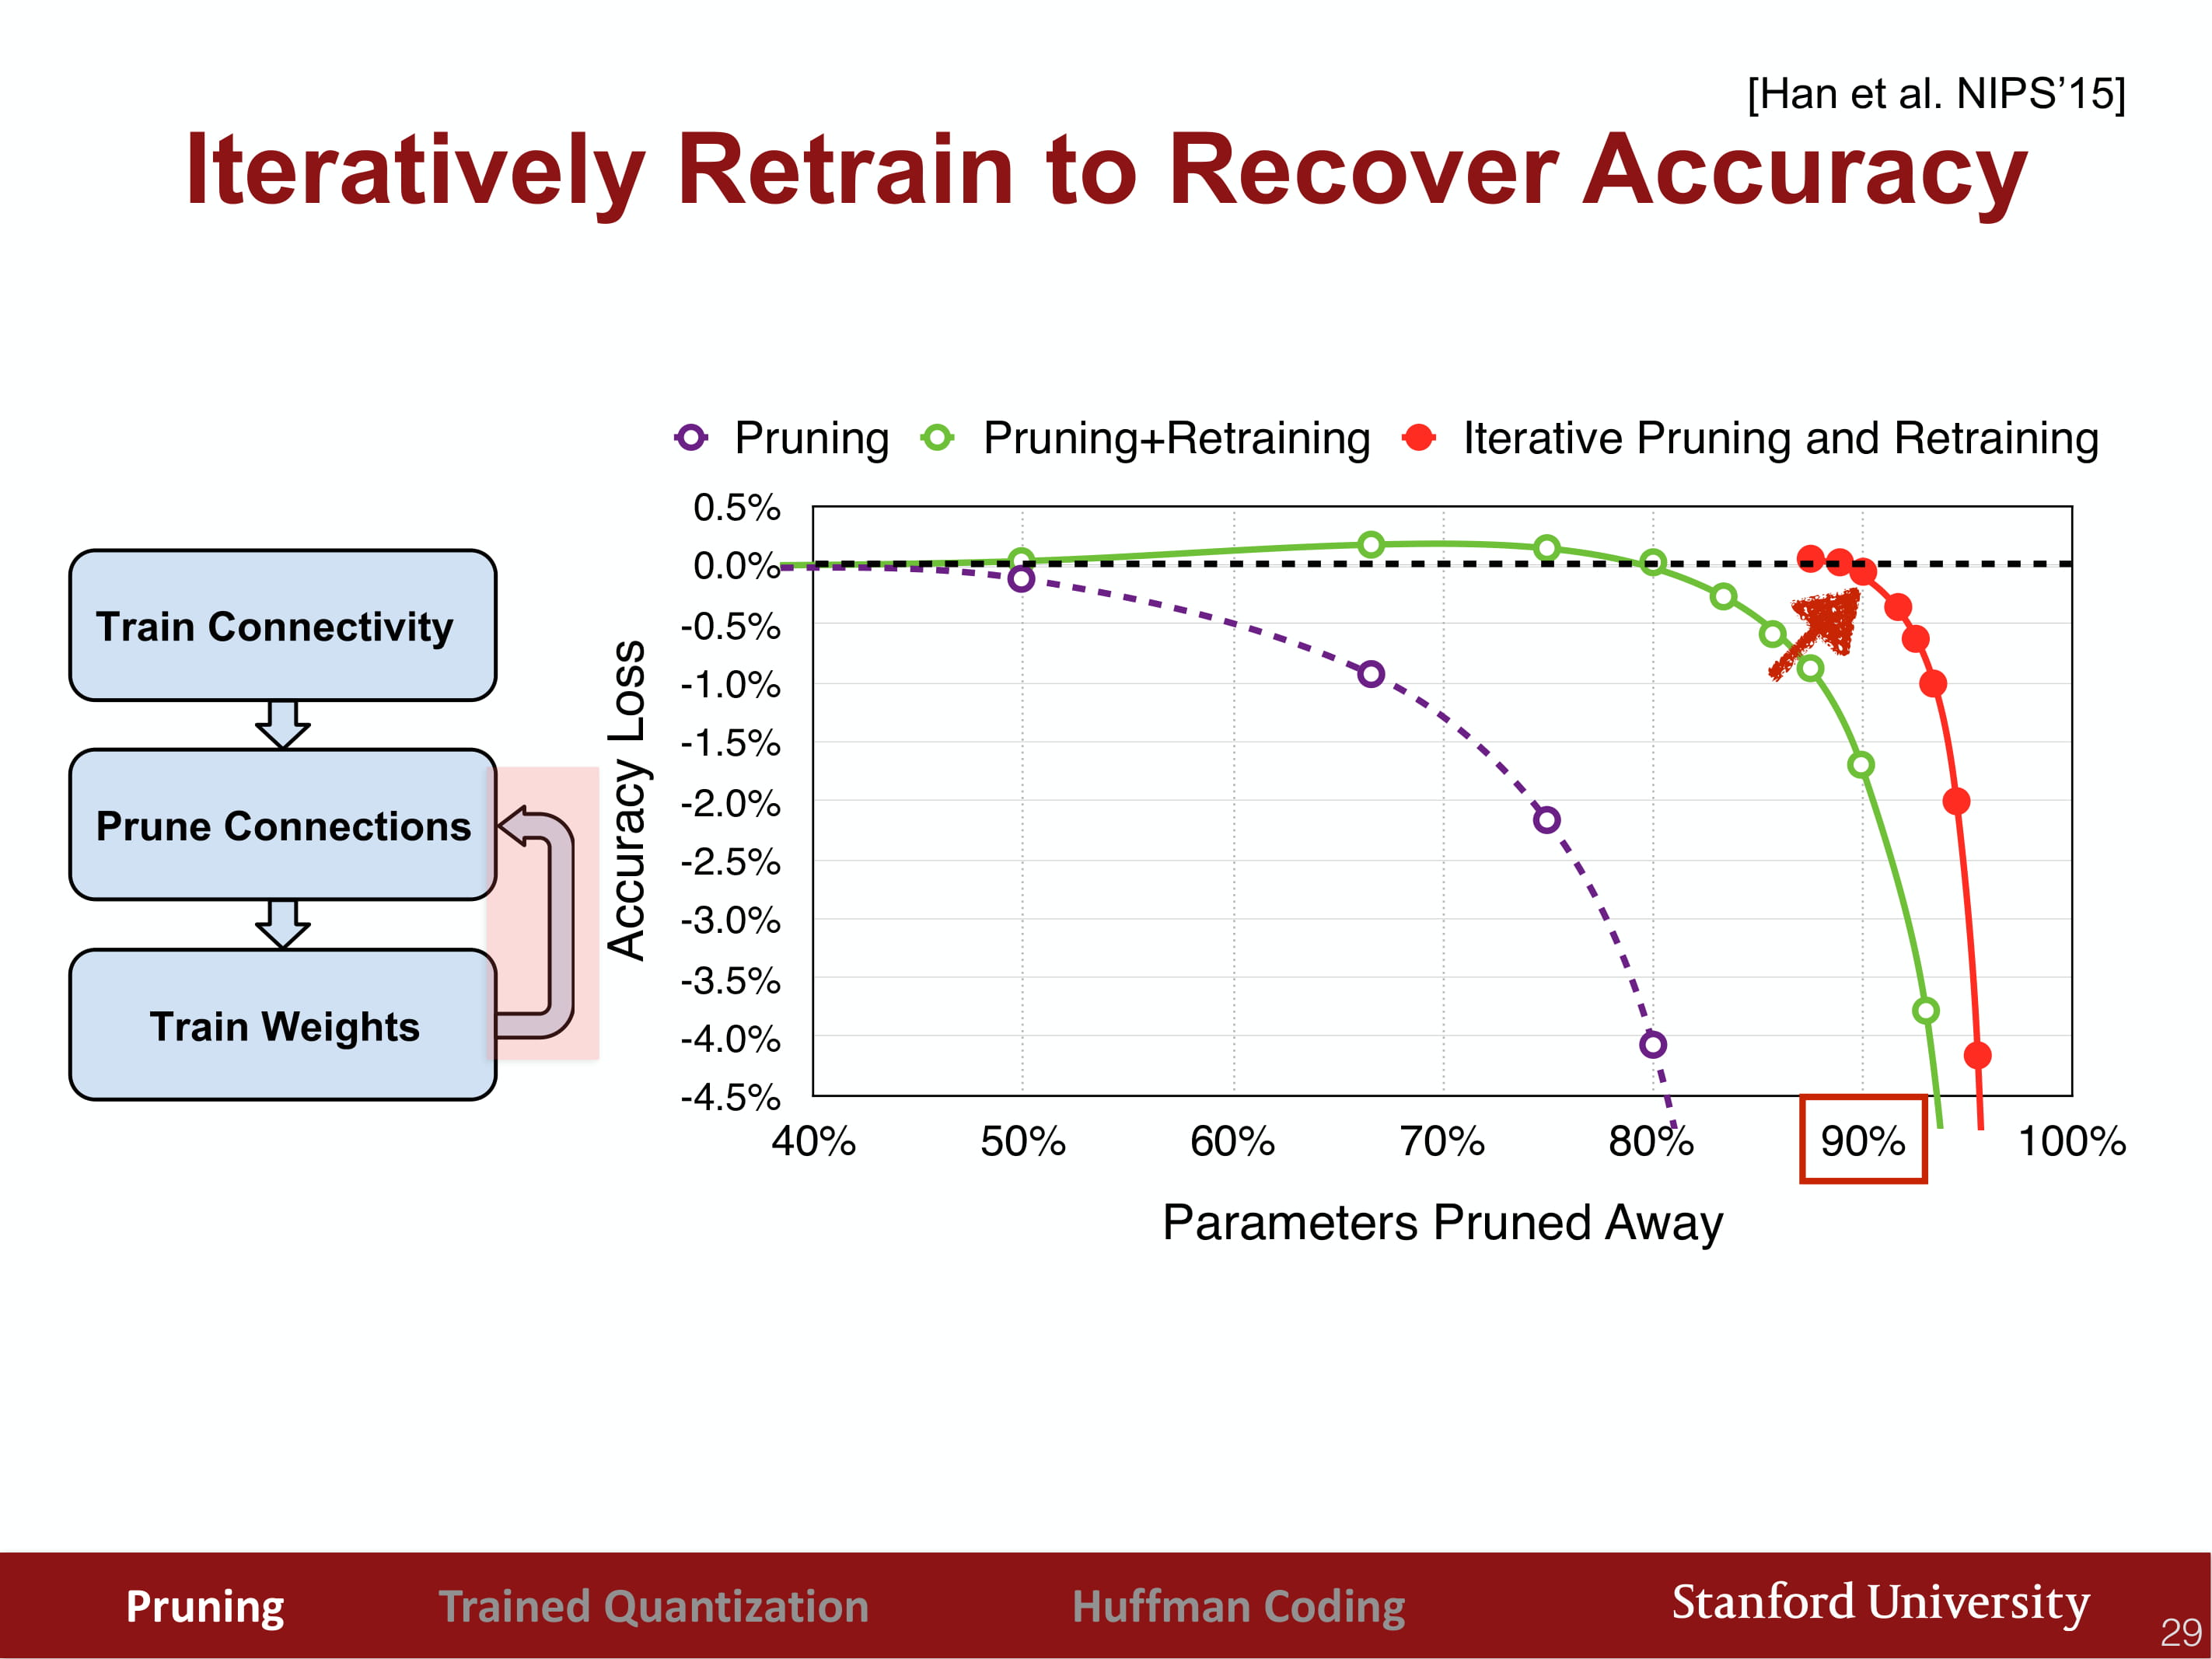 [Han et al. NIPS’15]
Iteratively Retrain to Recover Accuracy
Pruning Pruning+Retraining Iterative Pruning and Retraining
Train Connectivity
Prune Connections
Train Weights
Accuracy Loss
0.5%
0.0%
-0.5%
-1.0%
-1.5%
-2.0%
-2.5%
-3.0%
-3.5%
-4.0%
-4.5%
40% 50% 60% 70% 80% 90% 100%
Parameters Pruned Away
Pruning Trained Quantization Huffman Coding Stanford University
29